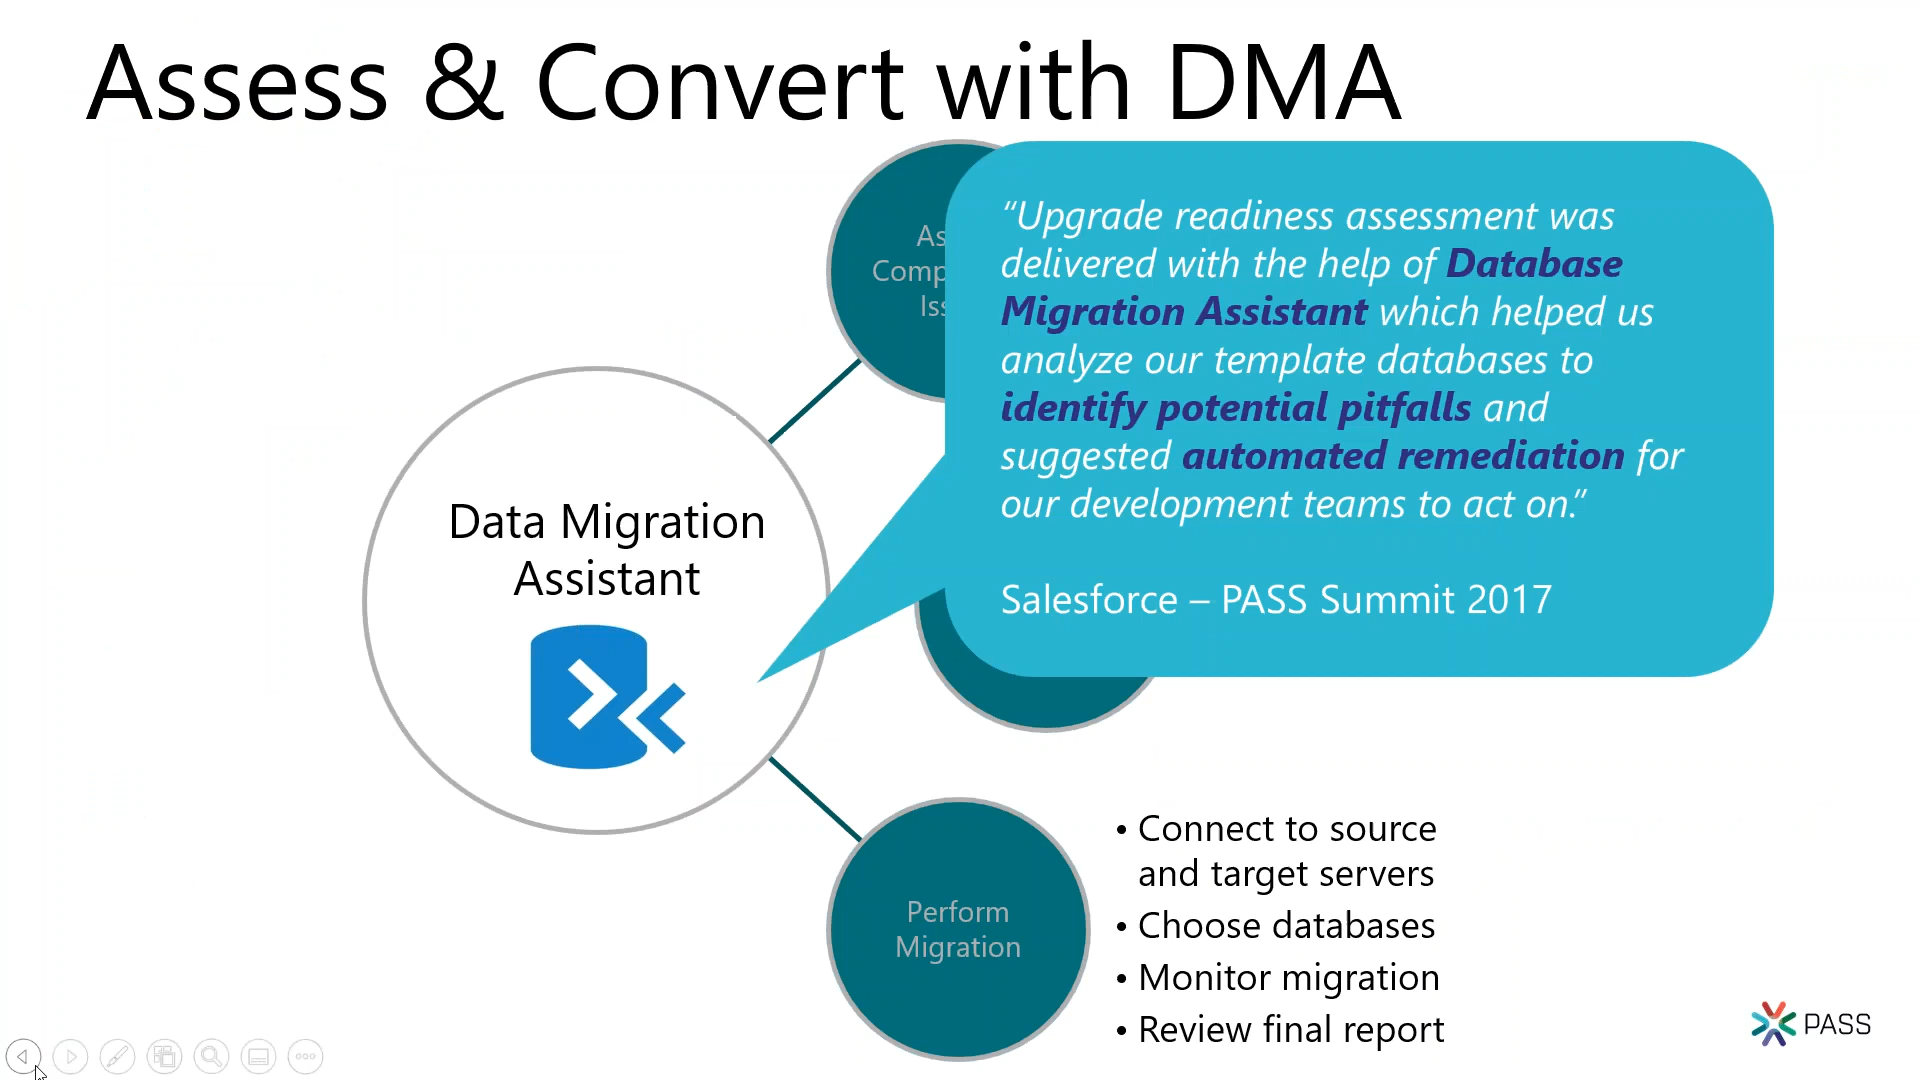 Assess & Convert with DMA
“Upgrade readiness assessment was
delivered with the help of Database
Migration Assistant which helped us
analyze our template databases to
identify potential pitfalls and
suggested automated remediation for
our development teams to act on.”
Salesforce – PASS Summit 2017
Data Migration
Assistant
Perform
Migration
• Connect to source
and target servers
• Choose databases
• Monitor migration
• Review final report
PASS